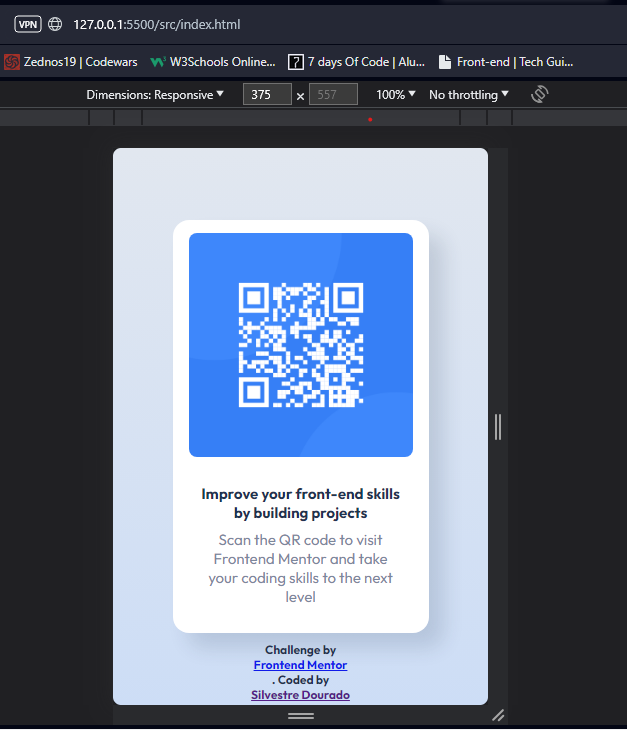 VPN 127.0.0.1:5500/src/index.html
Zednos19 | Codewars W3Schools Online... 7 days Of Code | Alu... Front-end | Tech Gui...
Dimensions: Responsive 375 × 557 100% No throttling
Improve your front-end skills
by building projects
Scan the QR code to visit
Frontend Mentor and take
your coding skills to the next
level
Challenge by
Frontend Mentor
. Coded by
Silvestre Dourado